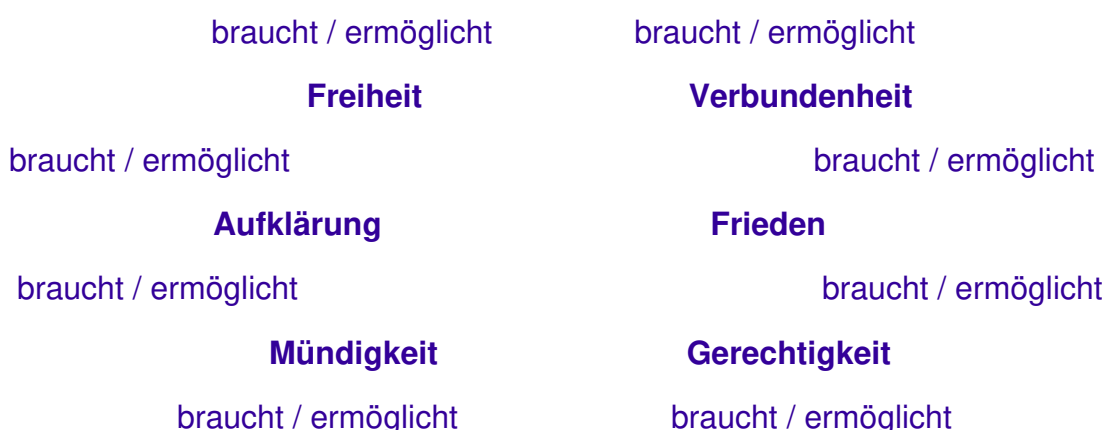 braucht / ermöglicht braucht / ermöglicht
Freiheit Verbundenheit
braucht / ermöglicht braucht / ermöglicht
Aufklärung Frieden
braucht / ermöglicht braucht / ermöglicht
Mündigkeit Gerechtigkeit
braucht / ermöglicht braucht / ermöglicht